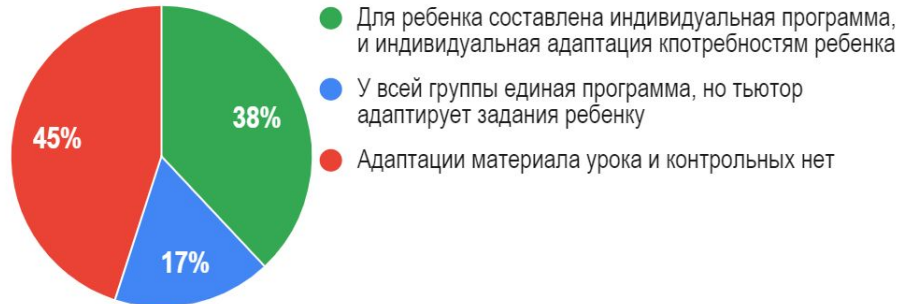 Для ребенка составлена индивидуальная программа,
и индивидуальная адаптация кпотребностям ребенка
У всей группы единая программа, но тьютор
адаптирует задания ребенку
Адаптации материала урока и контрольных нет
38%
45%
17%